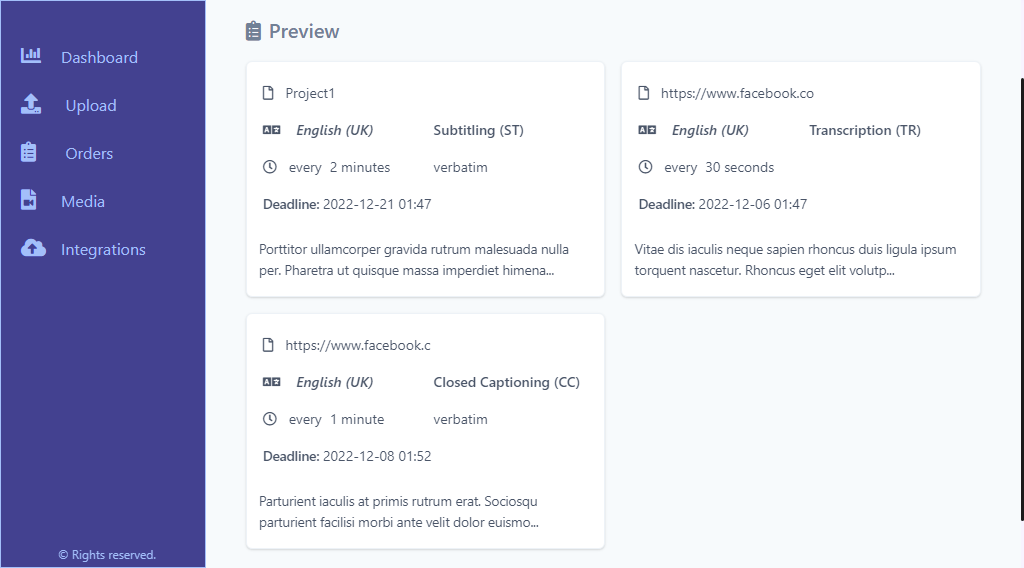 Dashboard
Upload
Orders
Media
Integrations
© Rights reserved.
Preview
Project1
English (UK) Subtitling (ST)
every 2 minutes verbatim
Deadline: 2022-12-21 01:47
Porttitor ullamcorper gravida rutrum malesuada nulla
per. Pharetra ut quisque massa imperdiet himena...
https://www.facebook.co
English (UK) Transcription (TR)
every 30 seconds
Deadline: 2022-12-06 01:47
Vitae dis iaculis neque sapien rhoncus duis ligula ipsum
torquent nascetur. Rhoncus eget elit volutp...
https://www.facebook.c
English (UK) Closed Captioning (CC)
every 1 minute verbatim
Deadline: 2022-12-08 01:52
Parturient iaculis at primis rutrum erat. Sociosqu
parturient facilisi morbi ante velit dolor euismo...